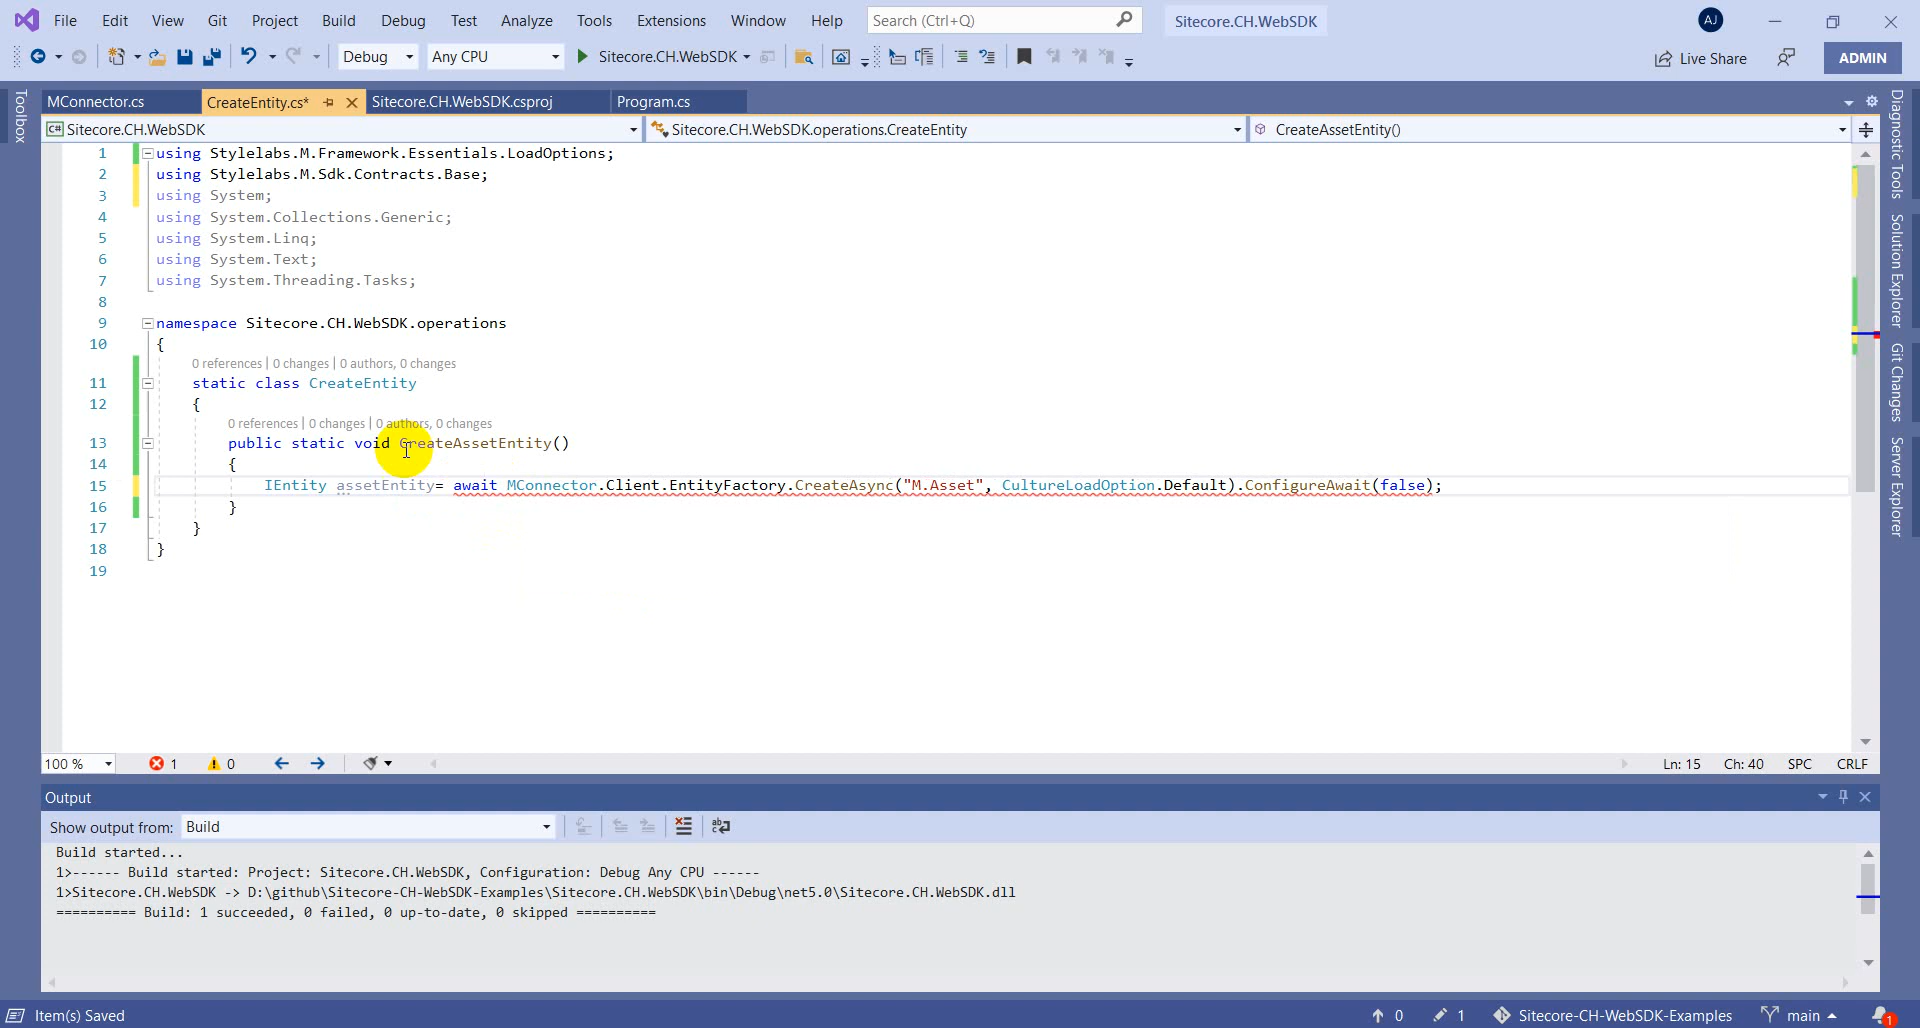 File Edit View Git Project Build Debug Test Analyze Tools Extensions Window Help Search (Ctrl+Q) Sitecore.CH.WebSDK AJ
Debug Any CPU Sitecore.CH.WebSDK Live Share ADMIN
Toolbox
MConnector.cs CreateEntity.cs* Sitecore.CH.WebSDK.csproj Program.cs
C# Sitecore.CH.WebSDK Sitecore.CH.WebSDK.operations.CreateEntity CreateAssetEntity()
1 using Stylelabs.M.Framework.Essentials.LoadOptions;
2 using Stylelabs.M.Sdk.Contracts.Base;
3 using System;
4 using System.Collections.Generic;
5 using System.Linq;
6 using System.Text;
7 using System.Threading.Tasks;
8
9 namespace Sitecore.CH.WebSDK.operations
10 {
0 references | 0 changes | 0 authors, 0 changes
11 static class CreateEntity
12 {
0 references | 0 changes | 0 authors, 0 changes
13 public static void CreateAssetEntity()
14 {
15 IEntity assetEntity= await MConnector.Client.EntityFactory.CreateAsync("M.Asset", CultureLoadOption.Default).ConfigureAwait(false);
16 }
17 }
18 }
19
Diagnostic Tools
Solution Explorer
Git Changes
Server Explorer
100 % 1 0 Ln: 15 Ch: 40 SPC CRLF
Output
Show output from: Build
Build started...
1>------ Build started: Project: Sitecore.CH.WebSDK, Configuration: Debug Any CPU ------
1>Sitecore.CH.WebSDK -> D:\github\Sitecore-CH-WebSDK-Examples\Sitecore.CH.WebSDK\bin\Debug\net5.0\Sitecore.CH.WebSDK.dll
========== Build: 1 succeeded, 0 failed, 0 up-to-date, 0 skipped ==========
Item(s) Saved 0 1 Sitecore-CH-WebSDK-Examples main 1